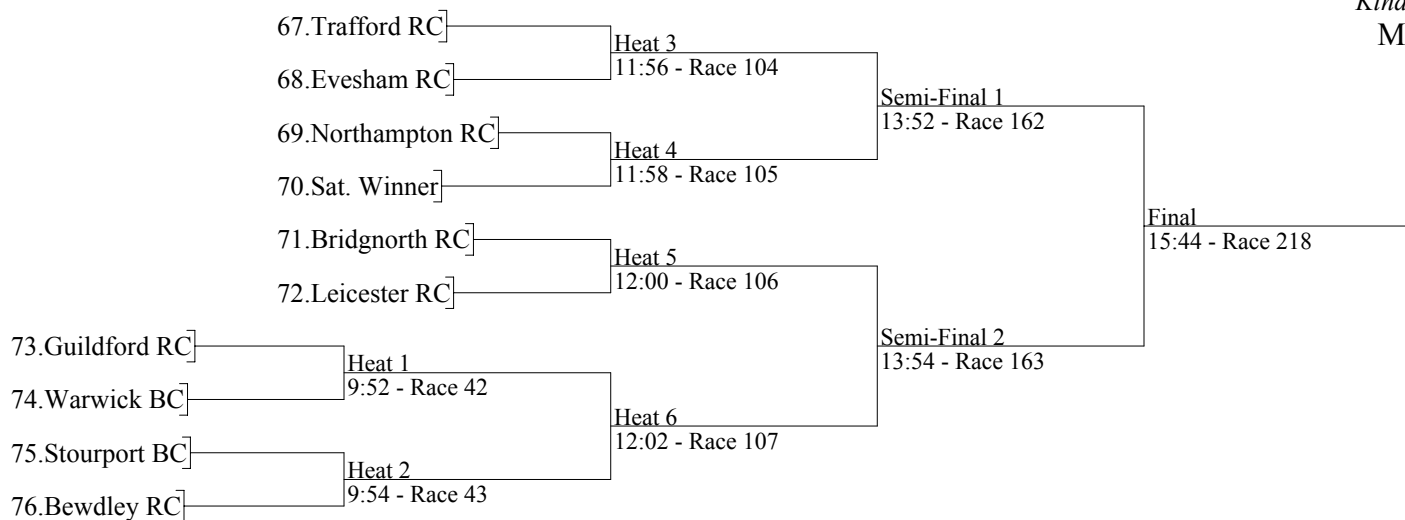 Kind
M
67.Trafford RC
Heat 3
11:56 - Race 104
68.Evesham RC
Semi-Final 1
13:52 - Race 162
69.Northampton RC
Heat 4
11:58 - Race 105
70.Sat. Winner
Final
15:44 - Race 218
71.Bridgnorth RC
Heat 5
12:00 - Race 106
72.Leicester RC
Semi-Final 2
13:54 - Race 163
73.Guildford RC
Heat 1
9:52 - Race 42
74.Warwick BC
Heat 6
12:02 - Race 107
75.Stourport BC
Heat 2
9:54 - Race 43
76.Bewdley RC